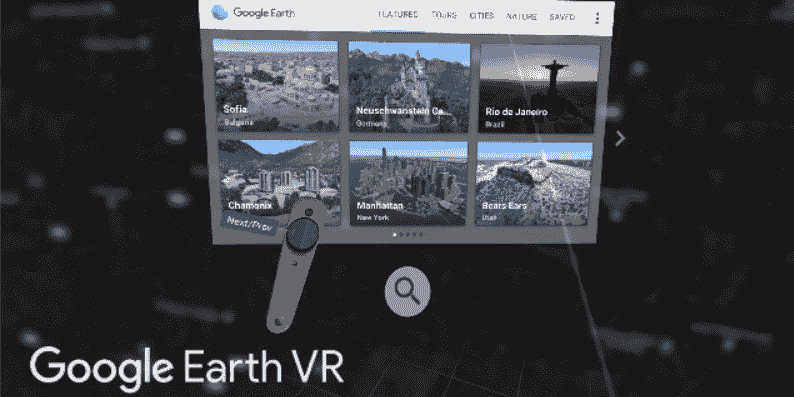 Google Earth
FEATURED TOURS CITIES NATURE SAVED
Sofia
Bulgaria
Neuschwanstein Ca...
Germany
Rio de Janeiro
Brazil
Chamonix
Manhattan
New York
Bears Ears
Utah
Next/Prev
Google Earth VR